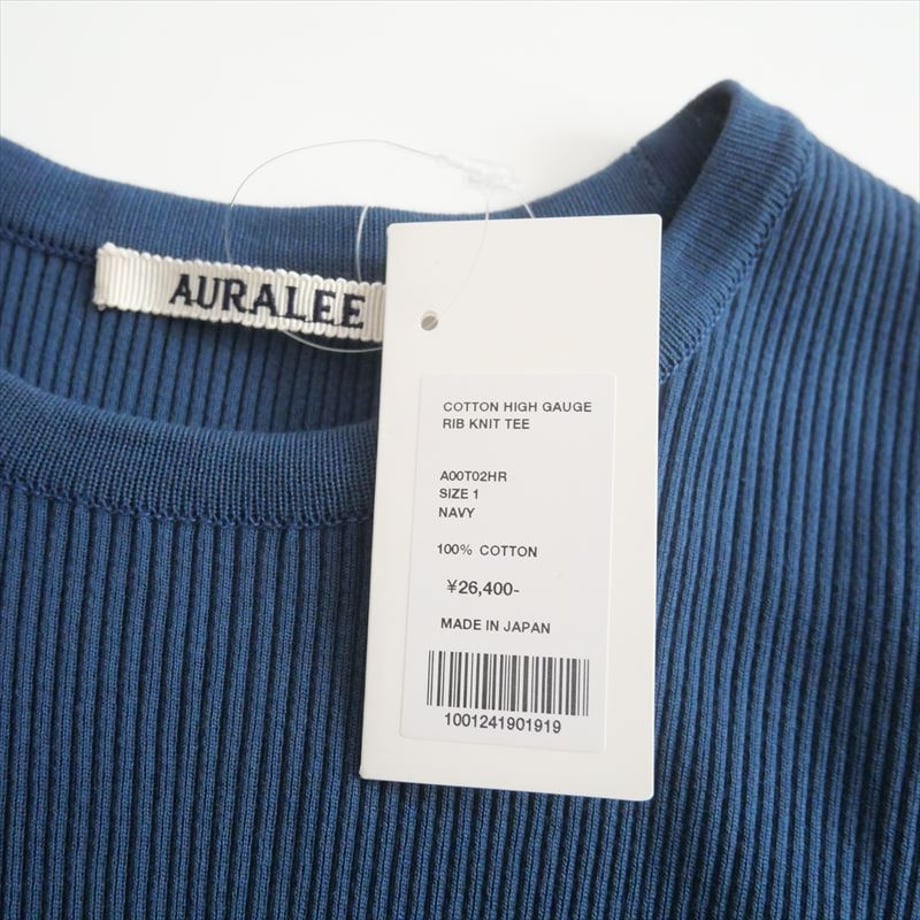 AURALEE
COTTON HIGH GAUGE
RIB KNIT TEE
A00T02HR
SIZE 1
NAVY
100% COTTON
¥26,400-
MADE IN JAPAN
1001241901919